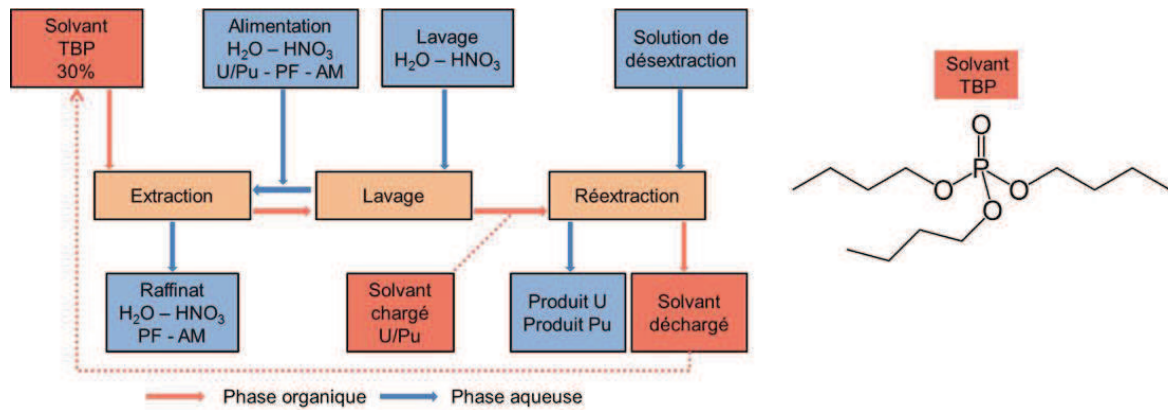 Solvant
TBP
30%
Alimentation
H₂O – HNO₃
U/Pu - PF - AM
Lavage
H₂O – HNO₃
Solution de
désextraction
Extraction
Lavage
Réextraction
Raffinat
H₂O – HNO₃
PF - AM
Solvant
chargé
U/Pu
Produit U
Produit Pu
Solvant
déchargé
Phase organique
Phase aqueuse
Solvant
TBP
O
P
O
O
O